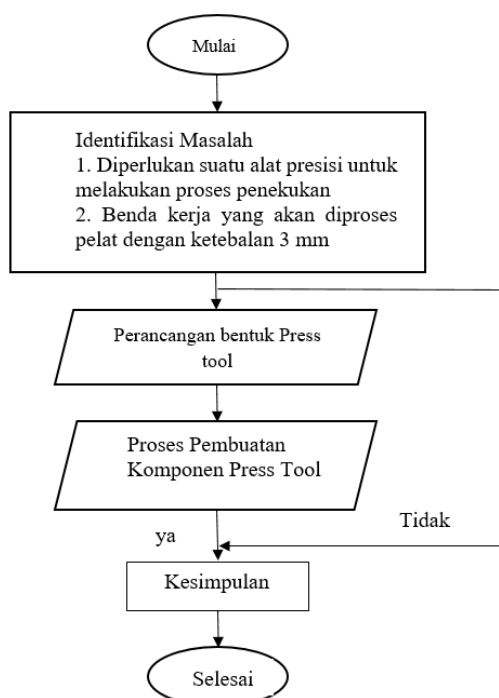 Mulai
Identifikasi Masalah
1. Diperlukan suatu alat presisi untuk
melakukan proses penekukan
2. Benda kerja yang akan diproses
pelat dengan ketebalan 3 mm
Perancangan bentuk Press
tool
Proses Pembuatan
Komponen Press Tool
Tidak
ya
Kesimpulan
Selesai